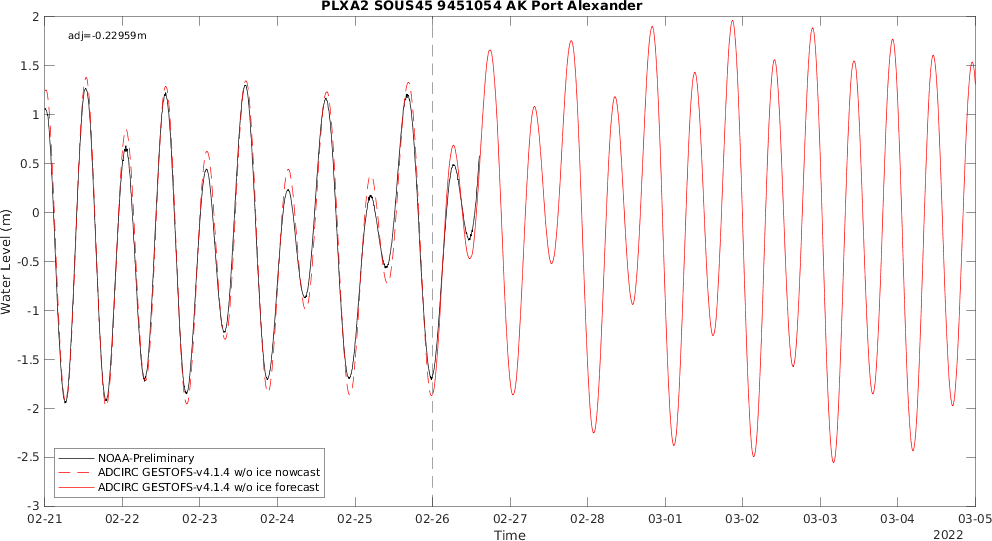 PLXA2 SOUS45 9451054 AK Port Alexander
adj=-0.22959m
2
1.5
1
0.5
0
-0.5
-1
-1.5
-2
-2.5
-3
Water Level (m)
NOAA-Preliminary
ADCIRC GESTOFS-v4.1.4 w/o ice nowcast
ADCIRC GESTOFS-v4.1.4 w/o ice forecast
02-21 02-22 02-23 02-24 02-25 02-26 02-27 02-28 03-01 03-02 03-03 03-04 03-05
Time
2022